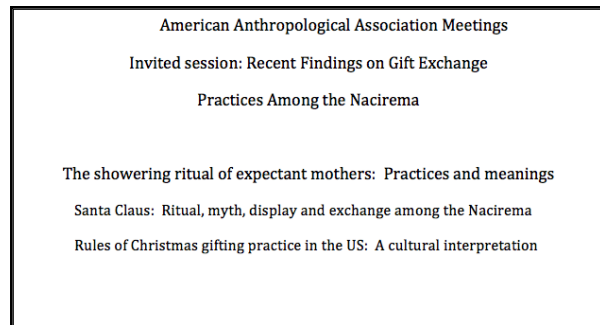 American Anthropological Association Meetings
Invited session: Recent Findings on Gift Exchange
Practices Among the Nacirema
The showering ritual of expectant mothers: Practices and meanings
Santa Claus: Ritual, myth, display and exchange among the Nacirema
Rules of Christmas gifting practice in the US: A cultural interpretation